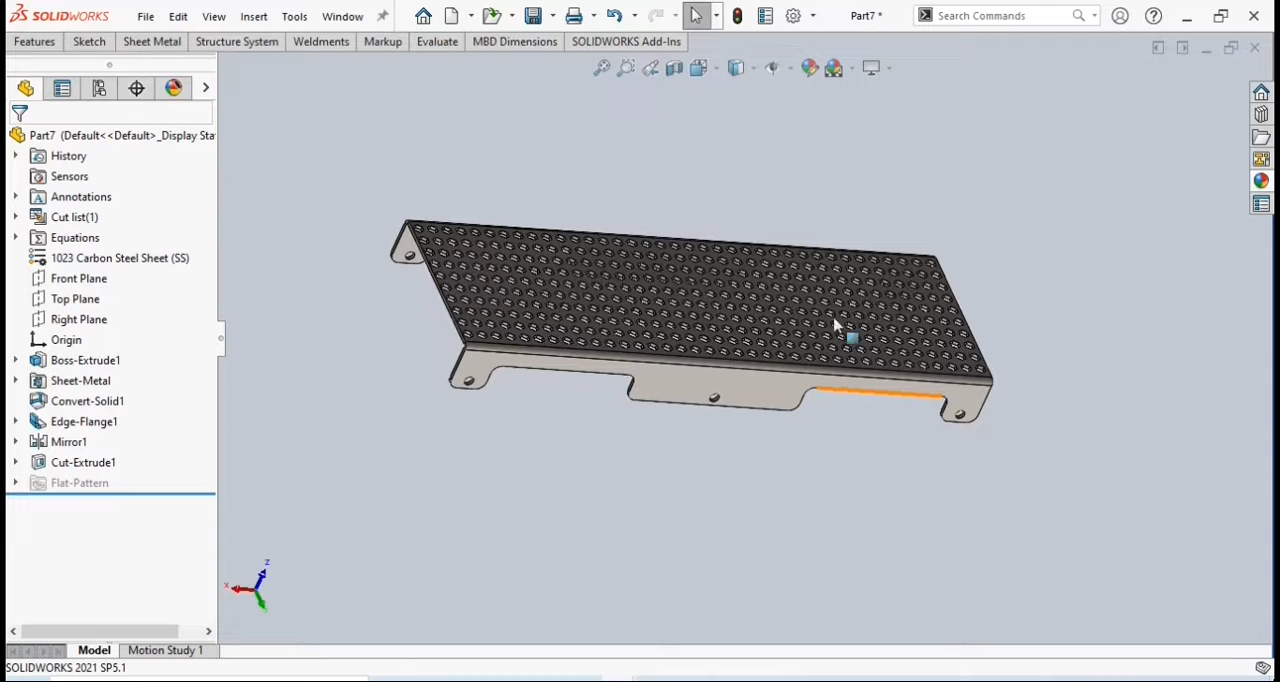 SOLIDWORKS File Edit View Insert Tools Window Part7 * Search Commands
Features Sketch Sheet Metal Structure System Weldments Markup Evaluate MBD Dimensions SOLIDWORKS Add-Ins
Part7 (Default<<Default>_Display Sta
History
Sensors
Annotations
Cut list(1)
Equations
1023 Carbon Steel Sheet (SS)
Front Plane
Top Plane
Right Plane
Origin
Boss-Extrude1
Sheet-Metal
Convert-Solid1
Edge-Flange1
Mirror1
Cut-Extrude1
Flat-Pattern
z
x
Model Motion Study 1
SOLIDWORKS 2021 SP5.1